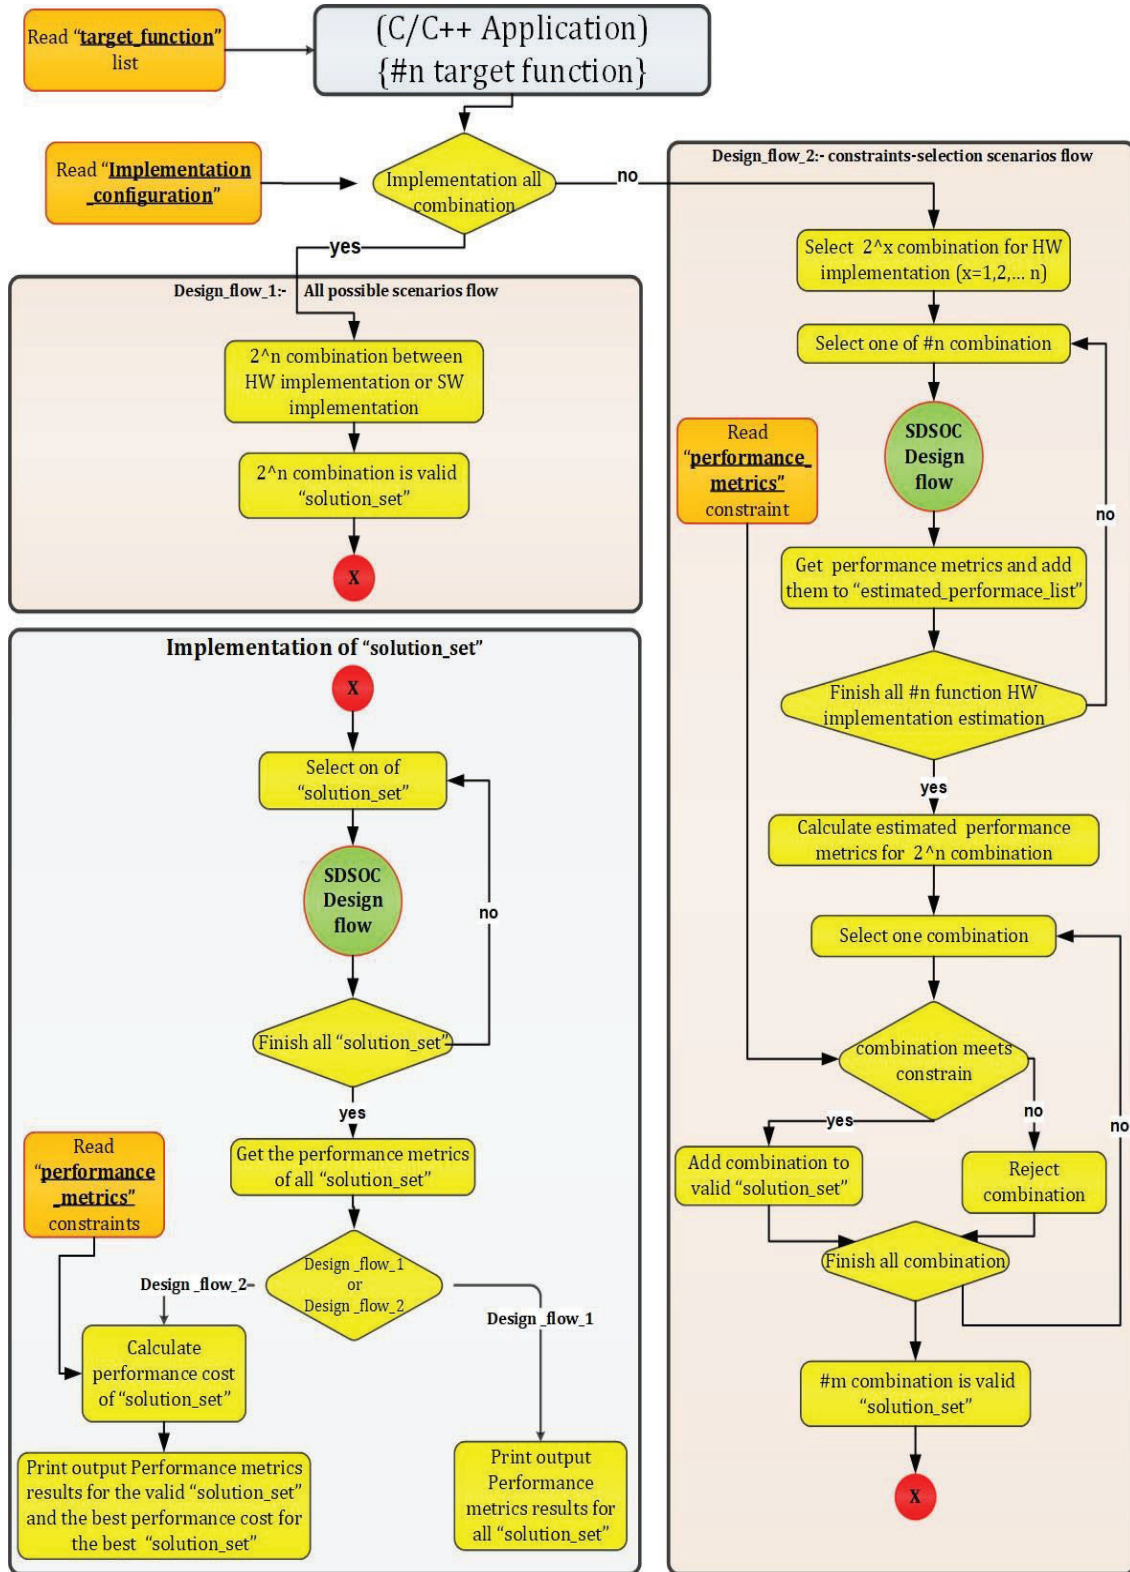 Read “target_function”
list
(C/C++ Application)
{#n target function}
Read “Implementation
_configuration”
Implementation all
combination
no
yes
Design_flow_1:- All possible scenarios flow
2^n combination between
HW implementation or SW
implementation
2^n combination is valid
“solution_set”
X
Design_flow_2:- constraints-selection scenarios flow
Select 2^x combination for HW
implementation (x=1,2,... n)
Select one of #n combination
Read
“performance_
metrics”
constraint
SDSOC
Design
flow
no
Get performance metrics and add
them to “estimated_performace_list”
Finish all #n function HW
implementation estimation
yes
Calculate estimated performance
metrics for 2^n combination
Select one combination
combination meets
constrain
yes
no
no
Add combination to
valid “solution_set”
Reject
combination
Finish all combination
#m combination is valid
“solution_set”
X
Implementation of “solution_set”
X
Select on of
“solution_set”
SDSOC
Design
flow
no
Finish all “solution_set”
yes
Read
“performance
_metrics”
constraints
Get the performance metrics
of all “solution_set”
Design _flow_1
or
Design _flow_2
Design _flow_2
Design _flow_1
Calculate
performance cost
of “solution_set”
Print output Performance metrics
results for the valid “solution_set”
and the best performance cost for
the best “solution_set”
Print output
Performance
metrics results for
all “solution_set”